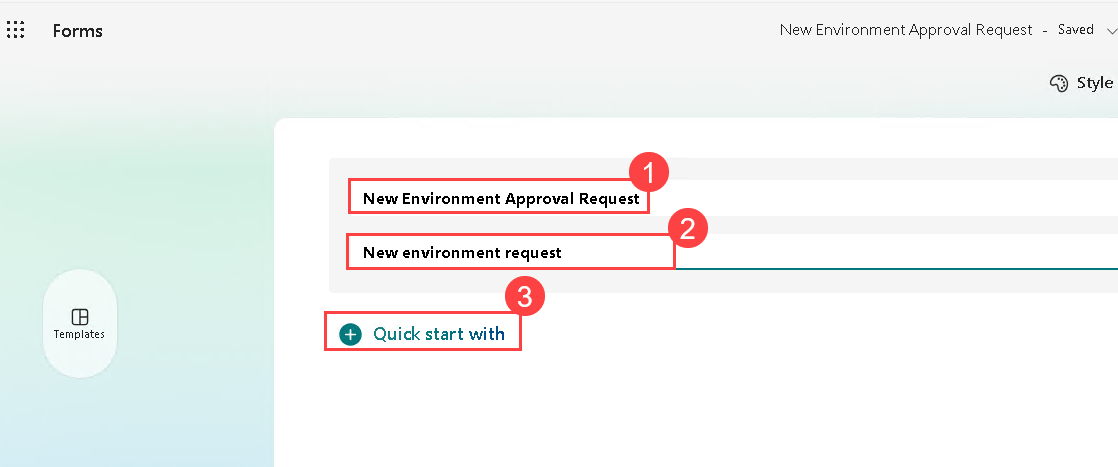 Forms
New Environment Approval Request - Saved
Style
1
New Environment Approval Request
2
New environment request
3
Quick start with
Templates